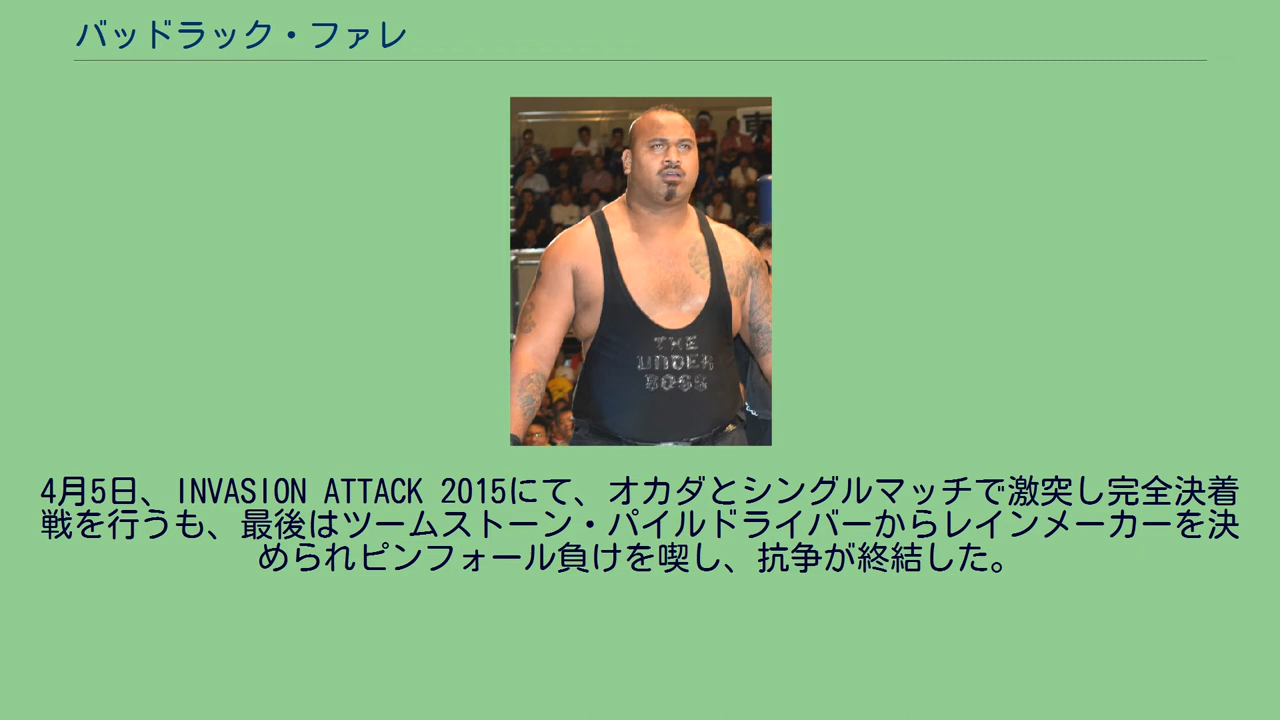 バッドラック・ファレ
THE
UNDER
BOSS
4月5日、INVASION ATTACK 2015にて、オカダとシングルマッチで激突し完全決着
戦を行うも、最後はツームストーン・パイルドライバーからレインメーカーを決
められピンフォール負けを喫し、抗争が終結した。